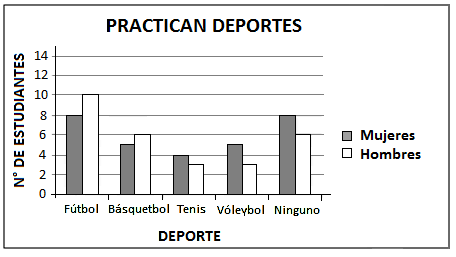 PRACTICAN DEPORTES
N° DE ESTUDIANTES
14
12
10
8
6
4
2
0
Fútbol Básquetbol Tenis Vóleybol Ninguno
DEPORTE
Mujeres
Hombres